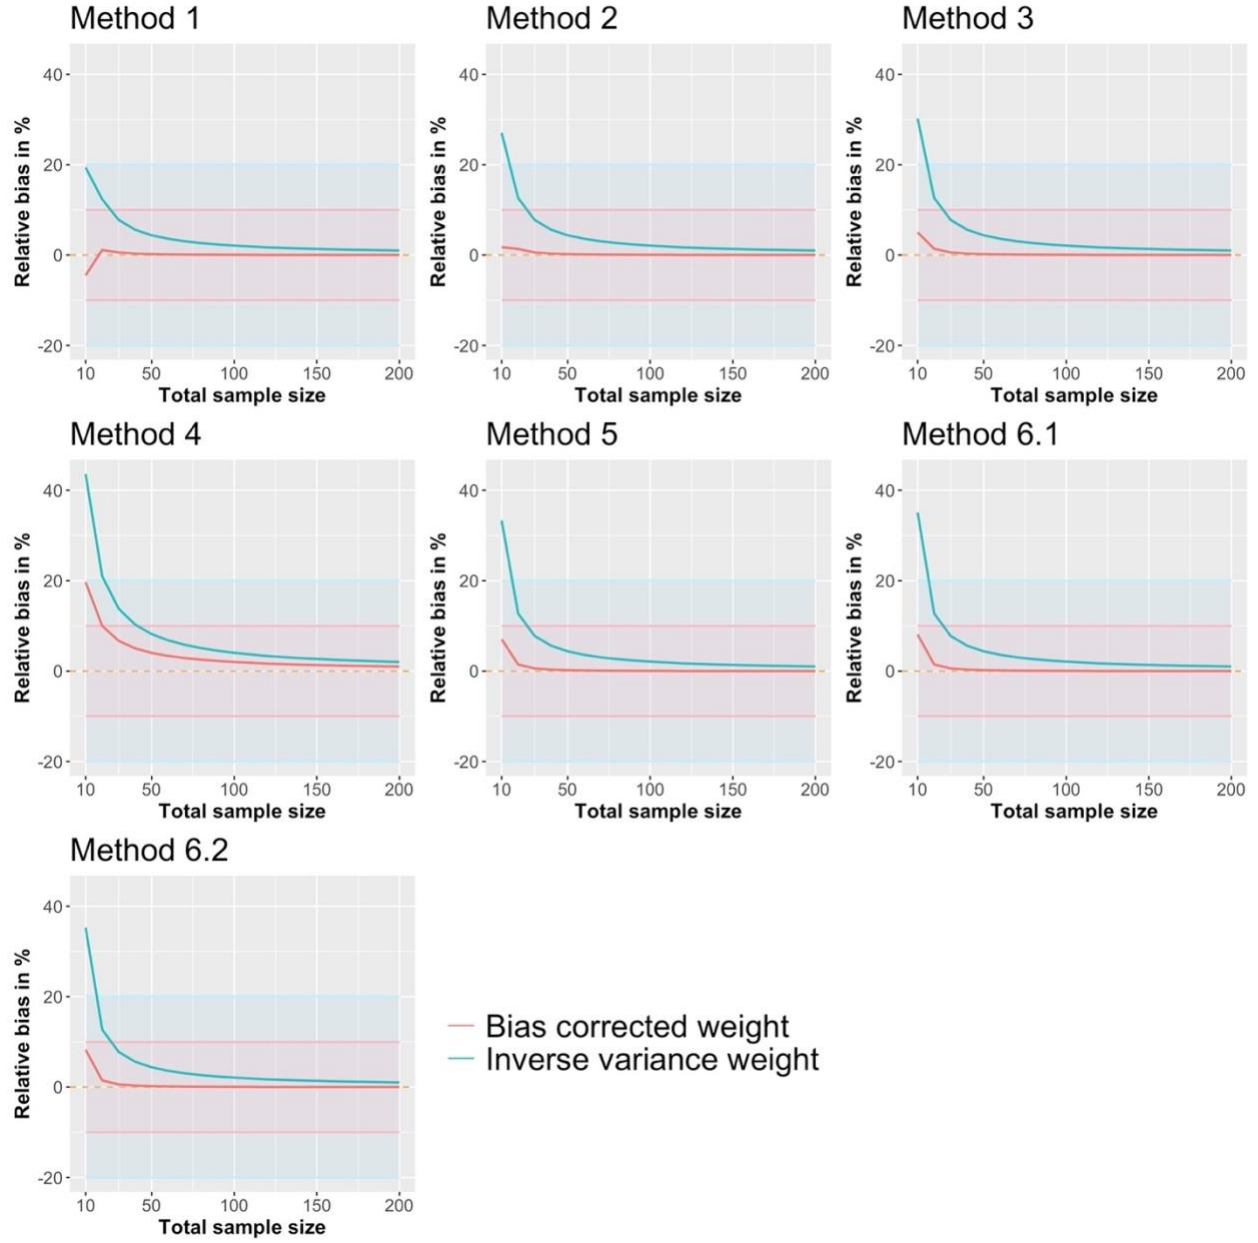 Method 1
Method 2
Method 3
Relative bias in %
40
20
0
-20
10 50 100 150 200
Total sample size
Relative bias in %
40
20
0
-20
10 50 100 150 200
Total sample size
Relative bias in %
40
20
0
-20
10 50 100 150 200
Total sample size
Method 4
Method 5
Method 6.1
Relative bias in %
40
20
0
-20
10 50 100 150 200
Total sample size
Relative bias in %
40
20
0
-20
10 50 100 150 200
Total sample size
Relative bias in %
40
20
0
-20
10 50 100 150 200
Total sample size
Method 6.2
Relative bias in %
40
20
0
-20
10 50 100 150 200
Total sample size
Bias corrected weight
Inverse variance weight